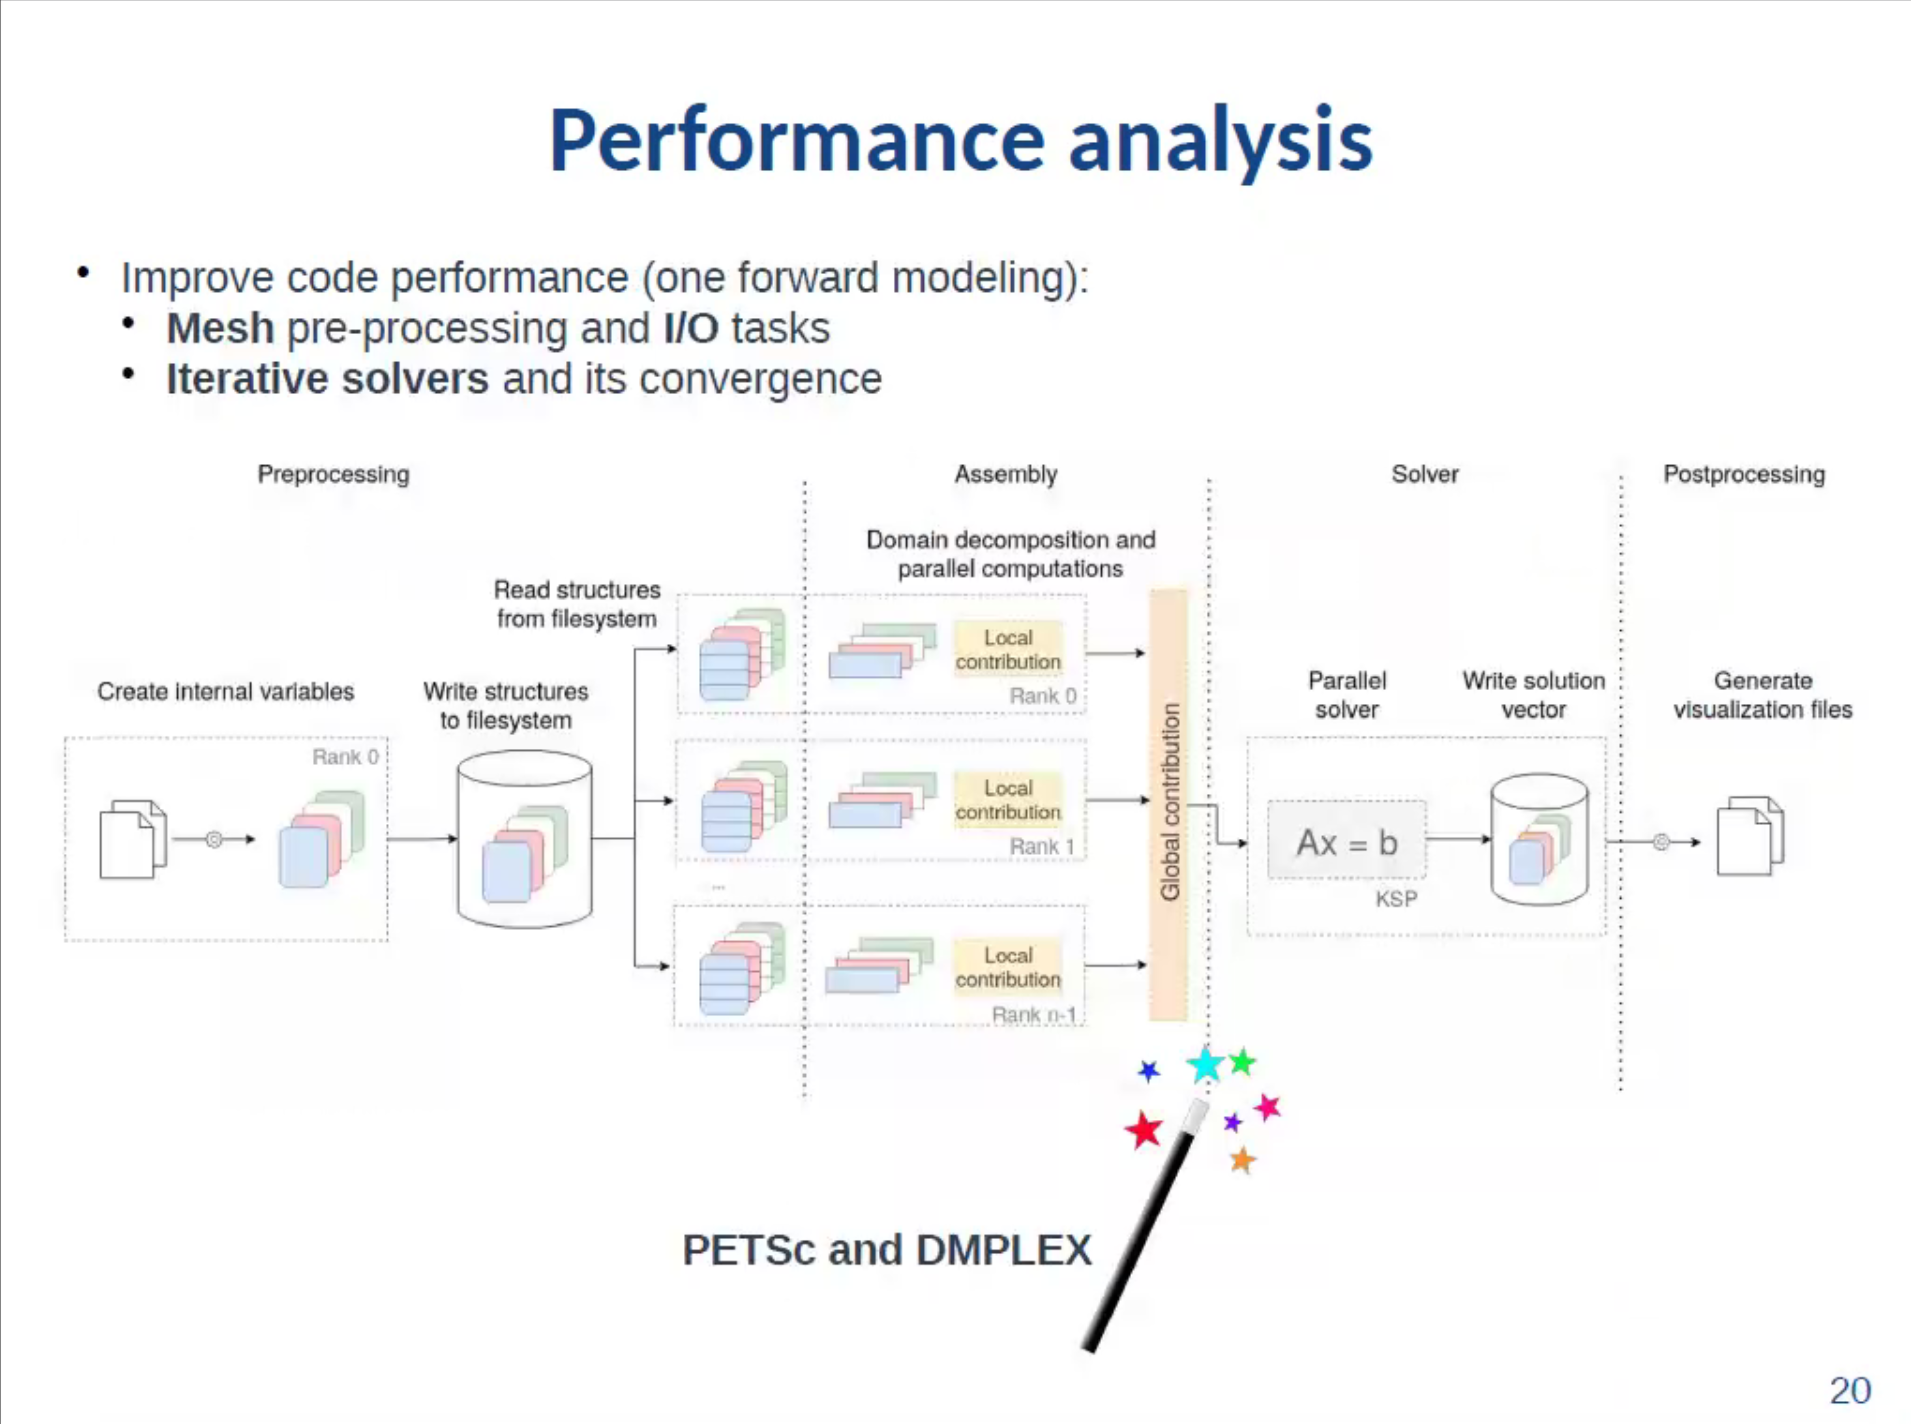 Performance analysis
• Improve code performance (one forward modeling):
• Mesh pre-processing and I/O tasks
• Iterative solvers and its convergence
Preprocessing
Assembly
Solver
Postprocessing
Create internal variables
Rank 0
Write structures
to filesystem
Read structures
from filesystem
Domain decomposition and
parallel computations
Local
contribution
Rank 0
Local
contribution
Rank 1
...
Local
contribution
Rank n-1
Global contribution
Parallel
solver
Ax = b
KSP
Write solution
vector
Generate
visualization files
PETSc and DMPLEX
20